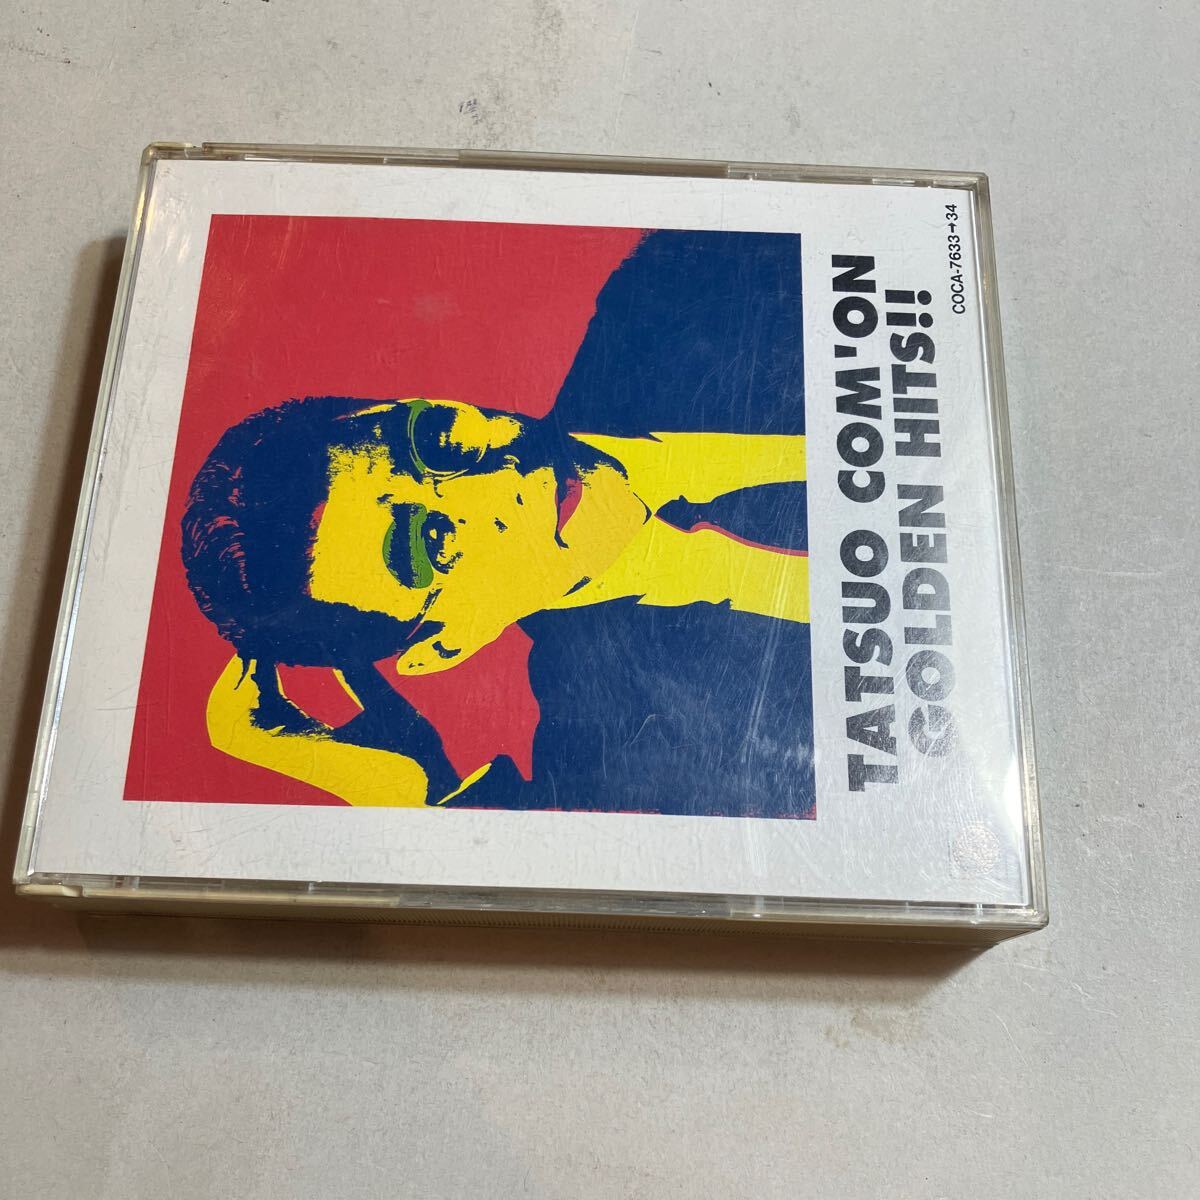 COCA-7633→34
TATSUO COM'ON
GOLDEN HITS!!